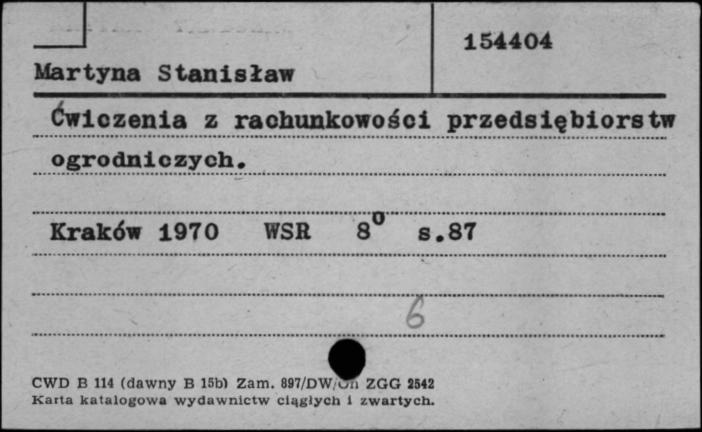 154404
Martyna Stanisław
Ćwiczenia z rachunkowości przedsiębiorstw
ogrodniczych.
Kraków 1970 WSR 8⁰ s.87
6
CWD B 114 (dawny B 15b) Zam. 897/DW/ ZGG 2542
Karta katalogowa wydawnictw ciągłych i zwartych.